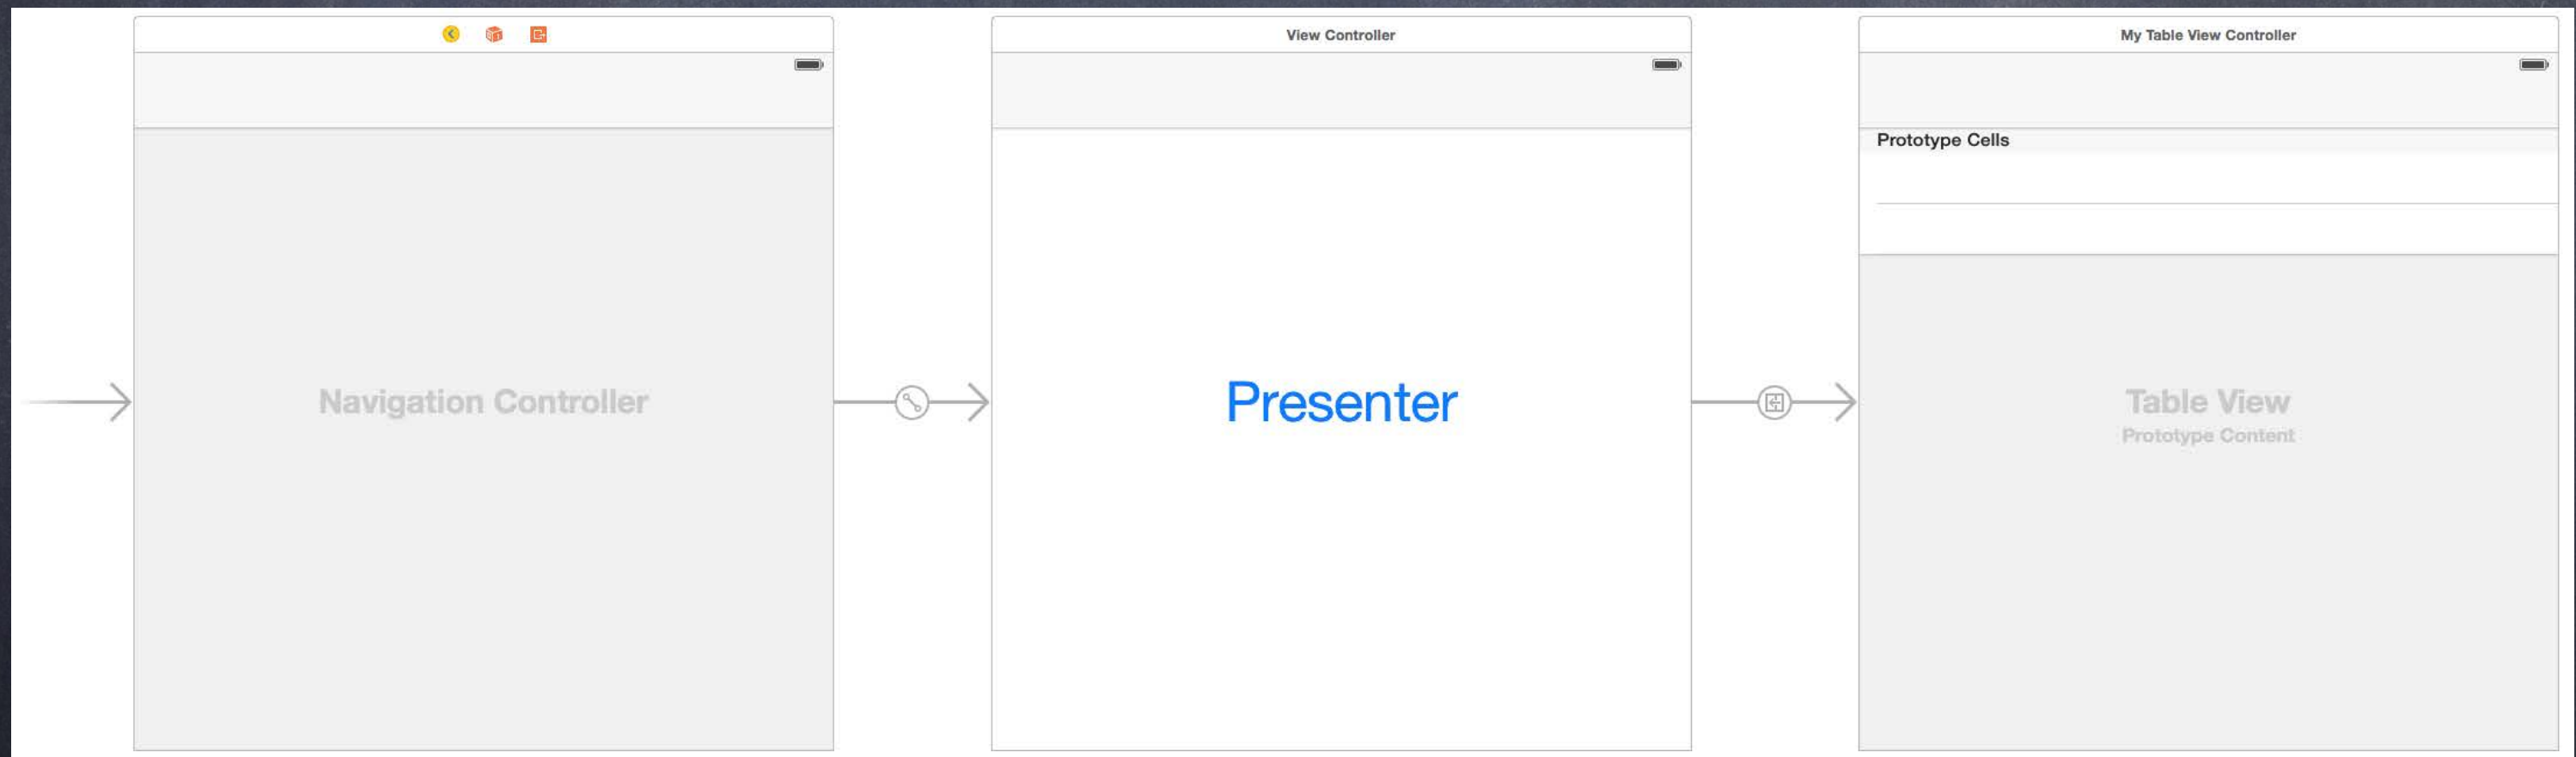 View Controller
My Table View Controller
Prototype Cells
Navigation Controller
Presenter
Table View
Prototype Content